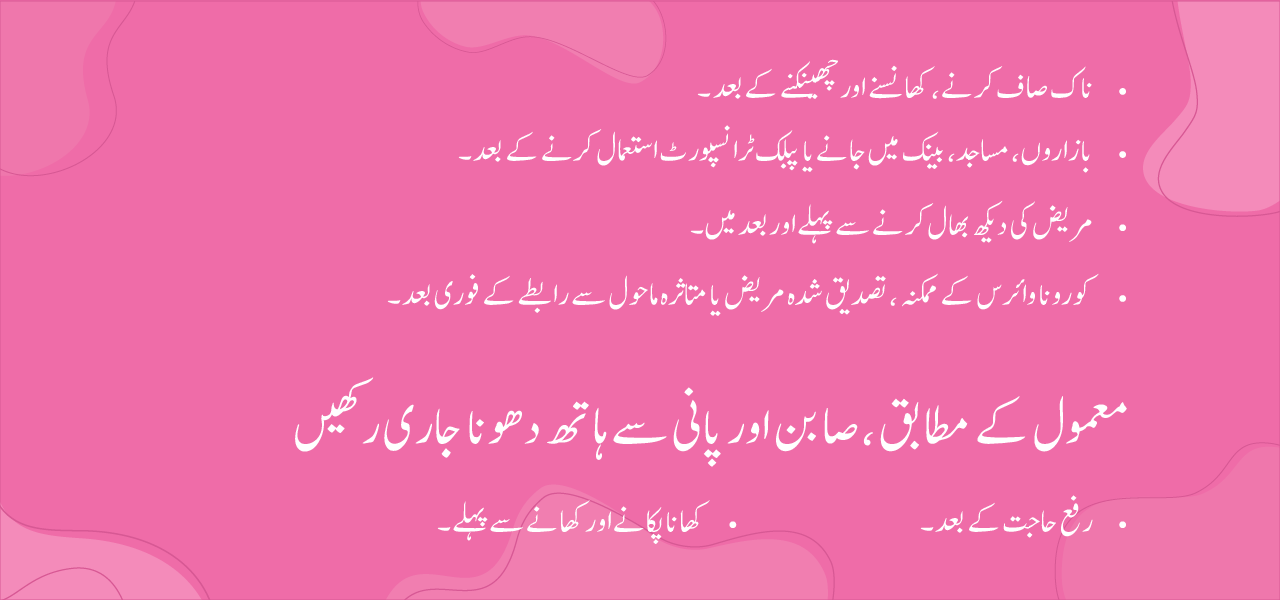 • ناک صاف کرنے، کھانسنے اور چھینکنے کے بعد۔
• بازاروں، مساجد، بینک میں جانے یا پبلک ٹرانسپورٹ استعمال کرنے کے بعد۔
• مریض کی دیکھ بھال کرنے سے پہلے اور بعد میں۔
• کورونا وائرس کے ممکنہ، تصدیق شدہ مریض یا متاثرہ ماحول سے رابطے کے فوری بعد۔
معمول کے مطابق، صابن اور پانی سے ہاتھ دھونا جاری رکھیں
• رفع حاجت کے بعد۔ • کھانا پکانے اور کھانے سے پہلے۔